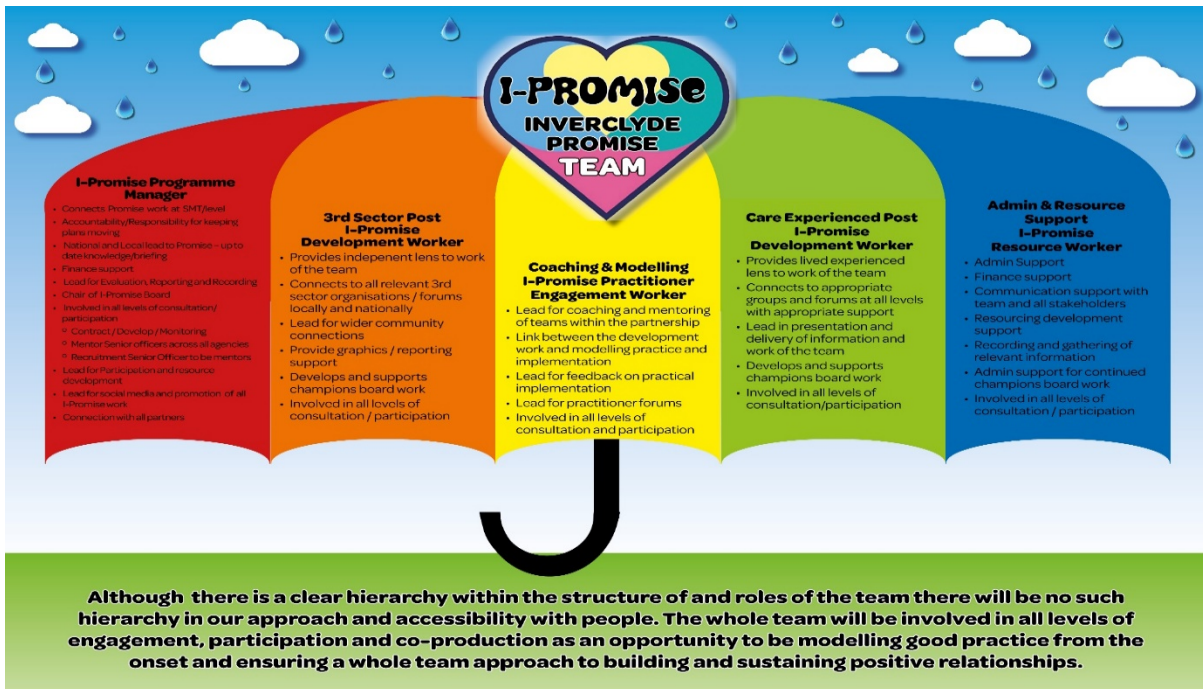 I-PROMISE
INVERCLYDE
PROMISE
TEAM
I-Promise Programme
Manager
• Connects Promise work at SMT/level
• Accountability/Responsibility for keeping
plans moving
• National and Local lead to Promise – up to
date knowledge/briefing
• Finance support
• Lead for Evaluation, Reporting and Recording
• Chair of I-Promise Board
• Involved in all levels of consultation/
participation
o Contract / Develop / Monitoring
o Mentor Senior officers across all agencies
o Recruitment Senior Officer to be mentors
• Lead for Participation and resource
development
• Lead for social media and promotion of all
I-Promise work
• Connection with all partners
3rd Sector Post
I-Promise
Development Worker
• Provides indepenent lens to work
of the team
• Connects to all relevant 3rd
sector organisations / forums
locally and nationally
• Lead for wider community
connections
• Provide graphics / reporting
support
• Develops and supports
champions board work
• Involved in all levels of
consultation / participation
Coaching & Modelling
I-Promise Practitioner
Engagement Worker
• Lead for coaching and mentoring
of teams within the partnership
• Link between the development
work and modelling practice and
implementation
• Lead for feedback on practical
implementation
• Lead for practitioner forums
• Involved in all levels of
consultation and participation
Care Experienced Post
I-Promise
Development Worker
• Provides lived experienced
lens to work of the team
• Connects to appropriate
groups and forums at all levels
with appropriate support
• Lead in presentation and
delivery of information and
work of the team
• Develops and supports
champions board work
• Involved in all levels of
consultation/participation
Admin & Resource
Support
I-Promise
Resource Worker
• Admin Support
• Finance support
• Communication support with
team and all stakeholders
• Resourcing development
support
• Recording and gathering of
relevant information
• Admin support for continued
champions board work
• Involved in all levels of
consultation / participation
Although there is a clear hierarchy within the structure of and roles of the team there will be no such
hierarchy in our approach and accessibility with people. The whole team will be involved in all levels of
engagement, participation and co-production as an opportunity to be modelling good practice from the
onset and ensuring a whole team approach to building and sustaining positive relationships.